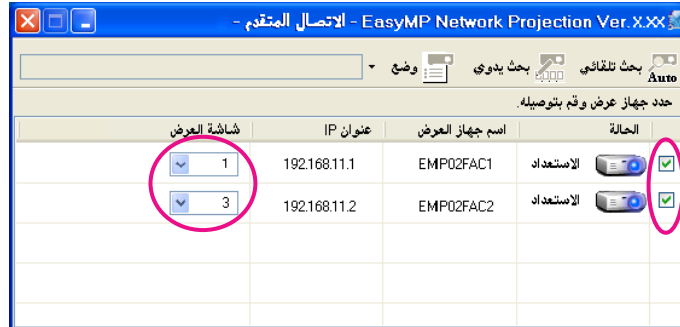 EasyMP Network Projection Ver.X.XX - الاتصال المتقدم -
Auto بحث تلقائي بحث يدوي وضع
حدد جهاز عرض وقم بتوصيله.
الحالة اسم جهاز العرض عنوان IP شاشة العرض
الاستعداد EMP02FAC1 192.168.11.1 1
الاستعداد EMP02FAC2 192.168.11.2 3